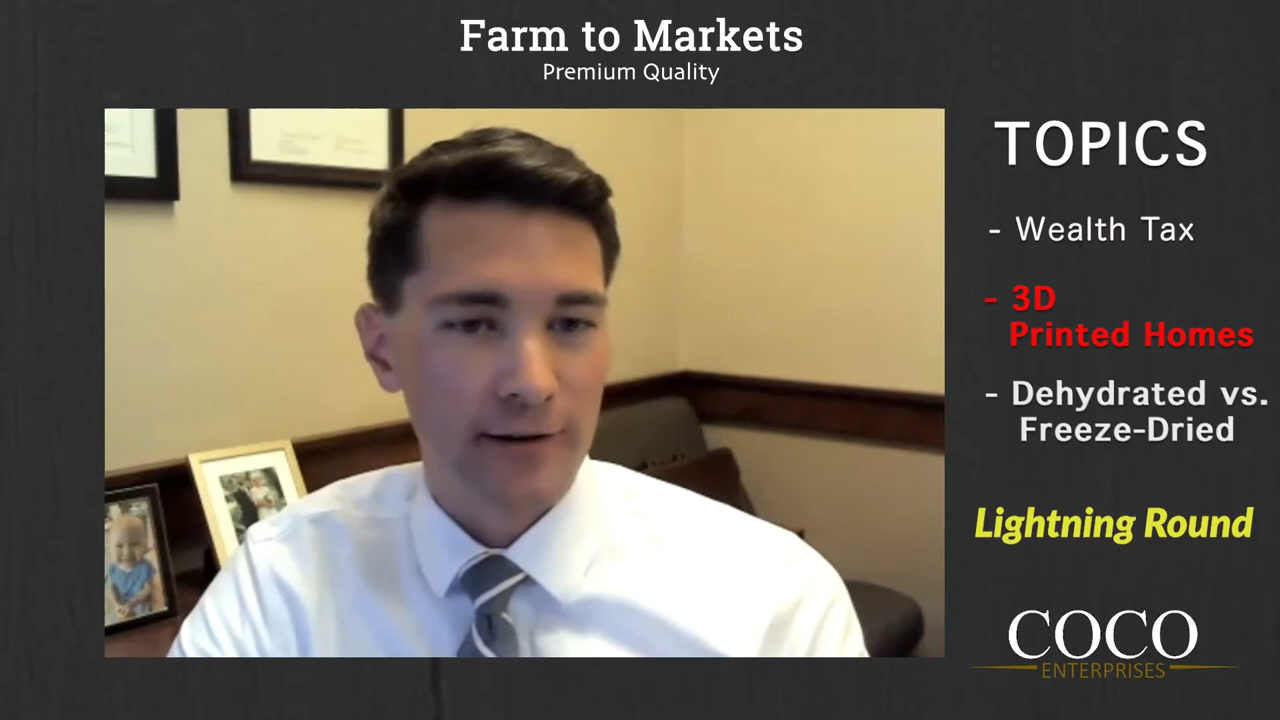 Farm to Markets
Premium Quality
TOPICS
- Wealth Tax
- 3D
Printed Homes
- Dehydrated vs.
Freeze-Dried
Lightning Round
COCO
ENTERPRISES